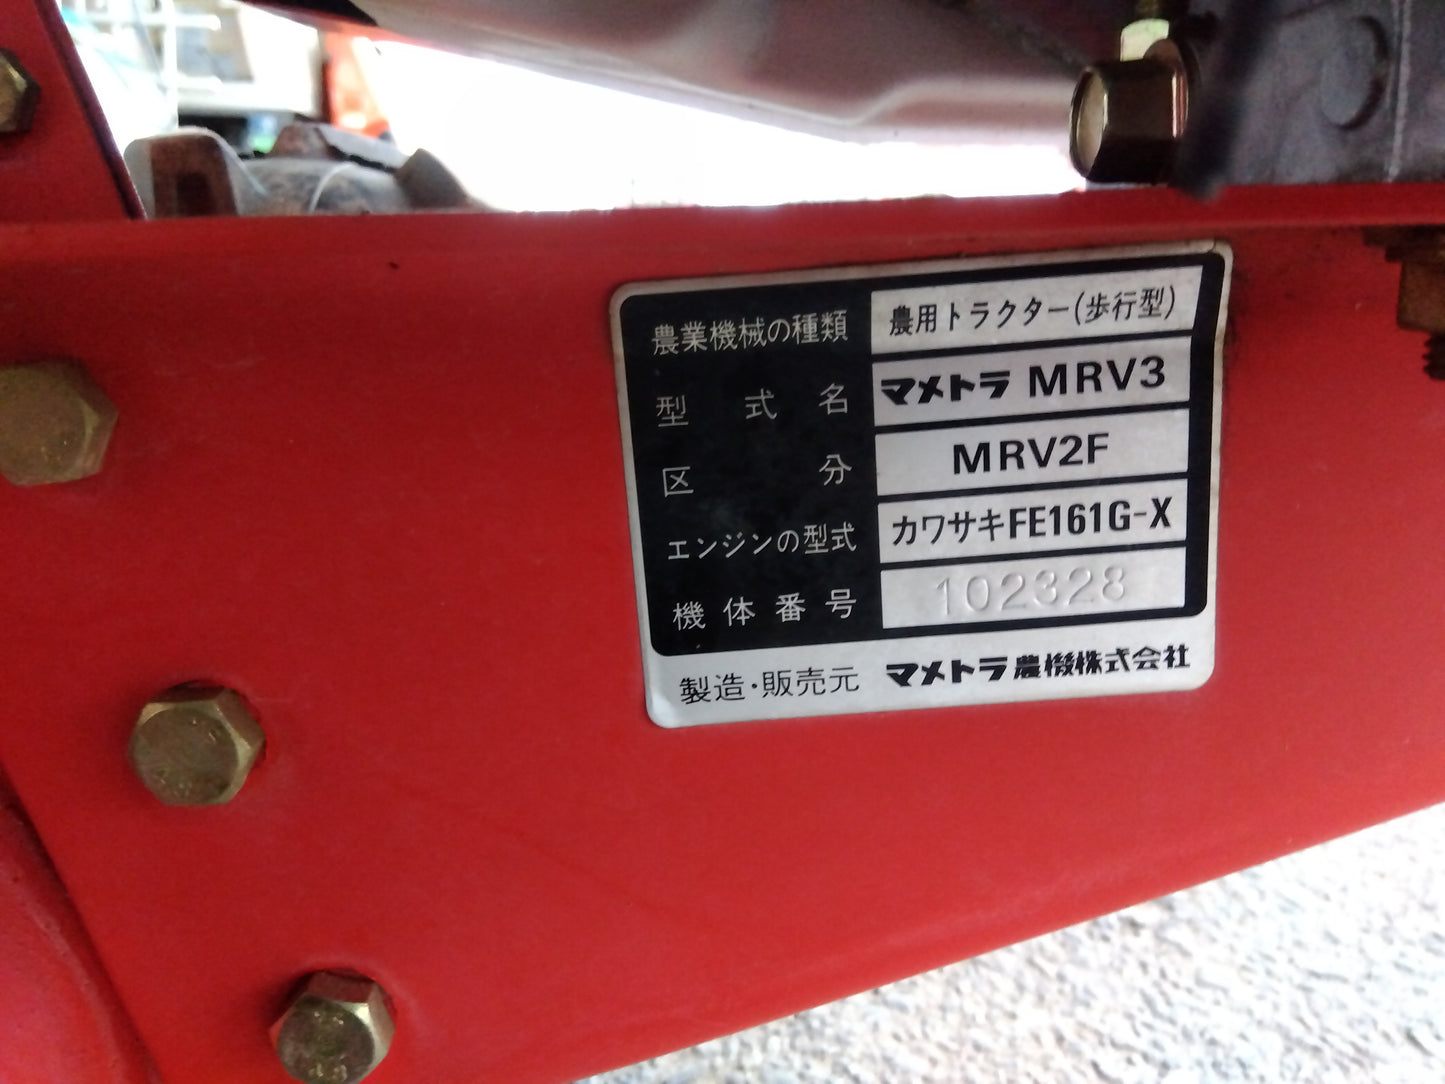 農業機械の種類 農用トラクター(歩行型)
型式名 マメトラ MRV3
区分 MRV2F
エンジンの型式 カワサキFE161G-X
機体番号 102328
製造・販売元 マメトラ農機株式会社